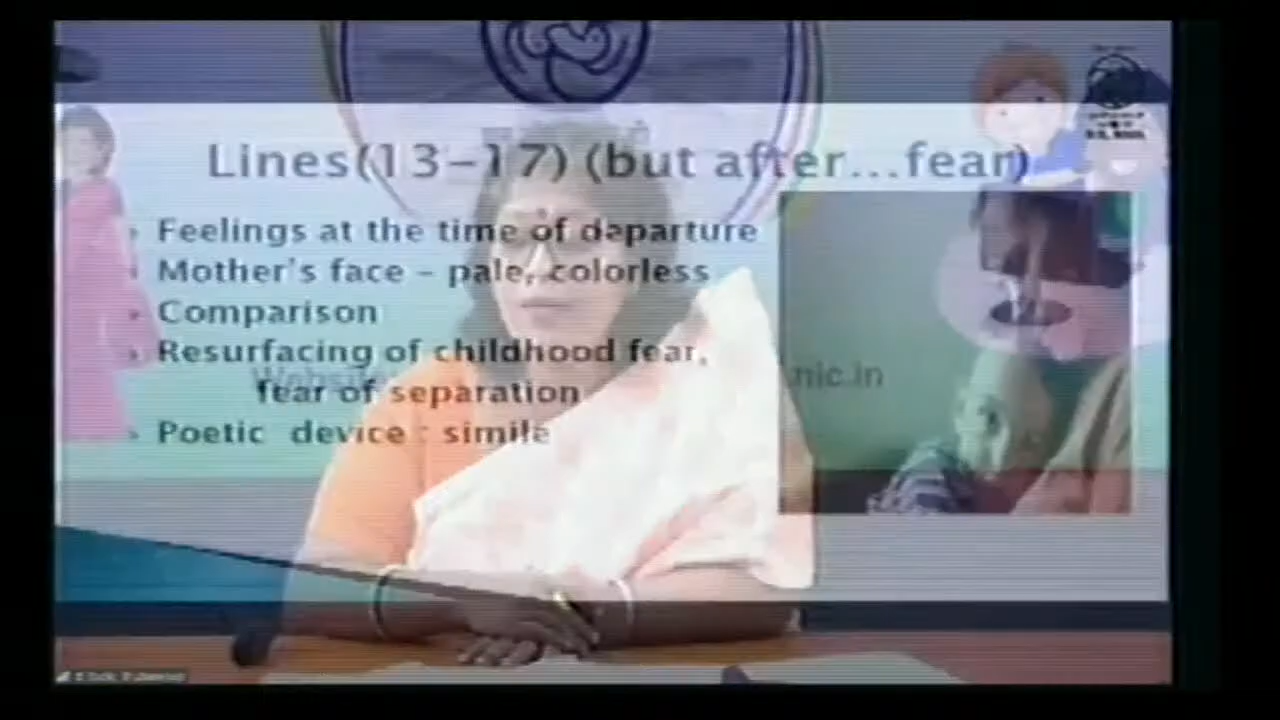 Lines(13-17) (but after...fear)
Feelings at the time of departure
Mother's face – pale, colorless
Comparison
Resurfacing of childhood fear,
fear of separation
Website
.nic.in
Poetic device : simile